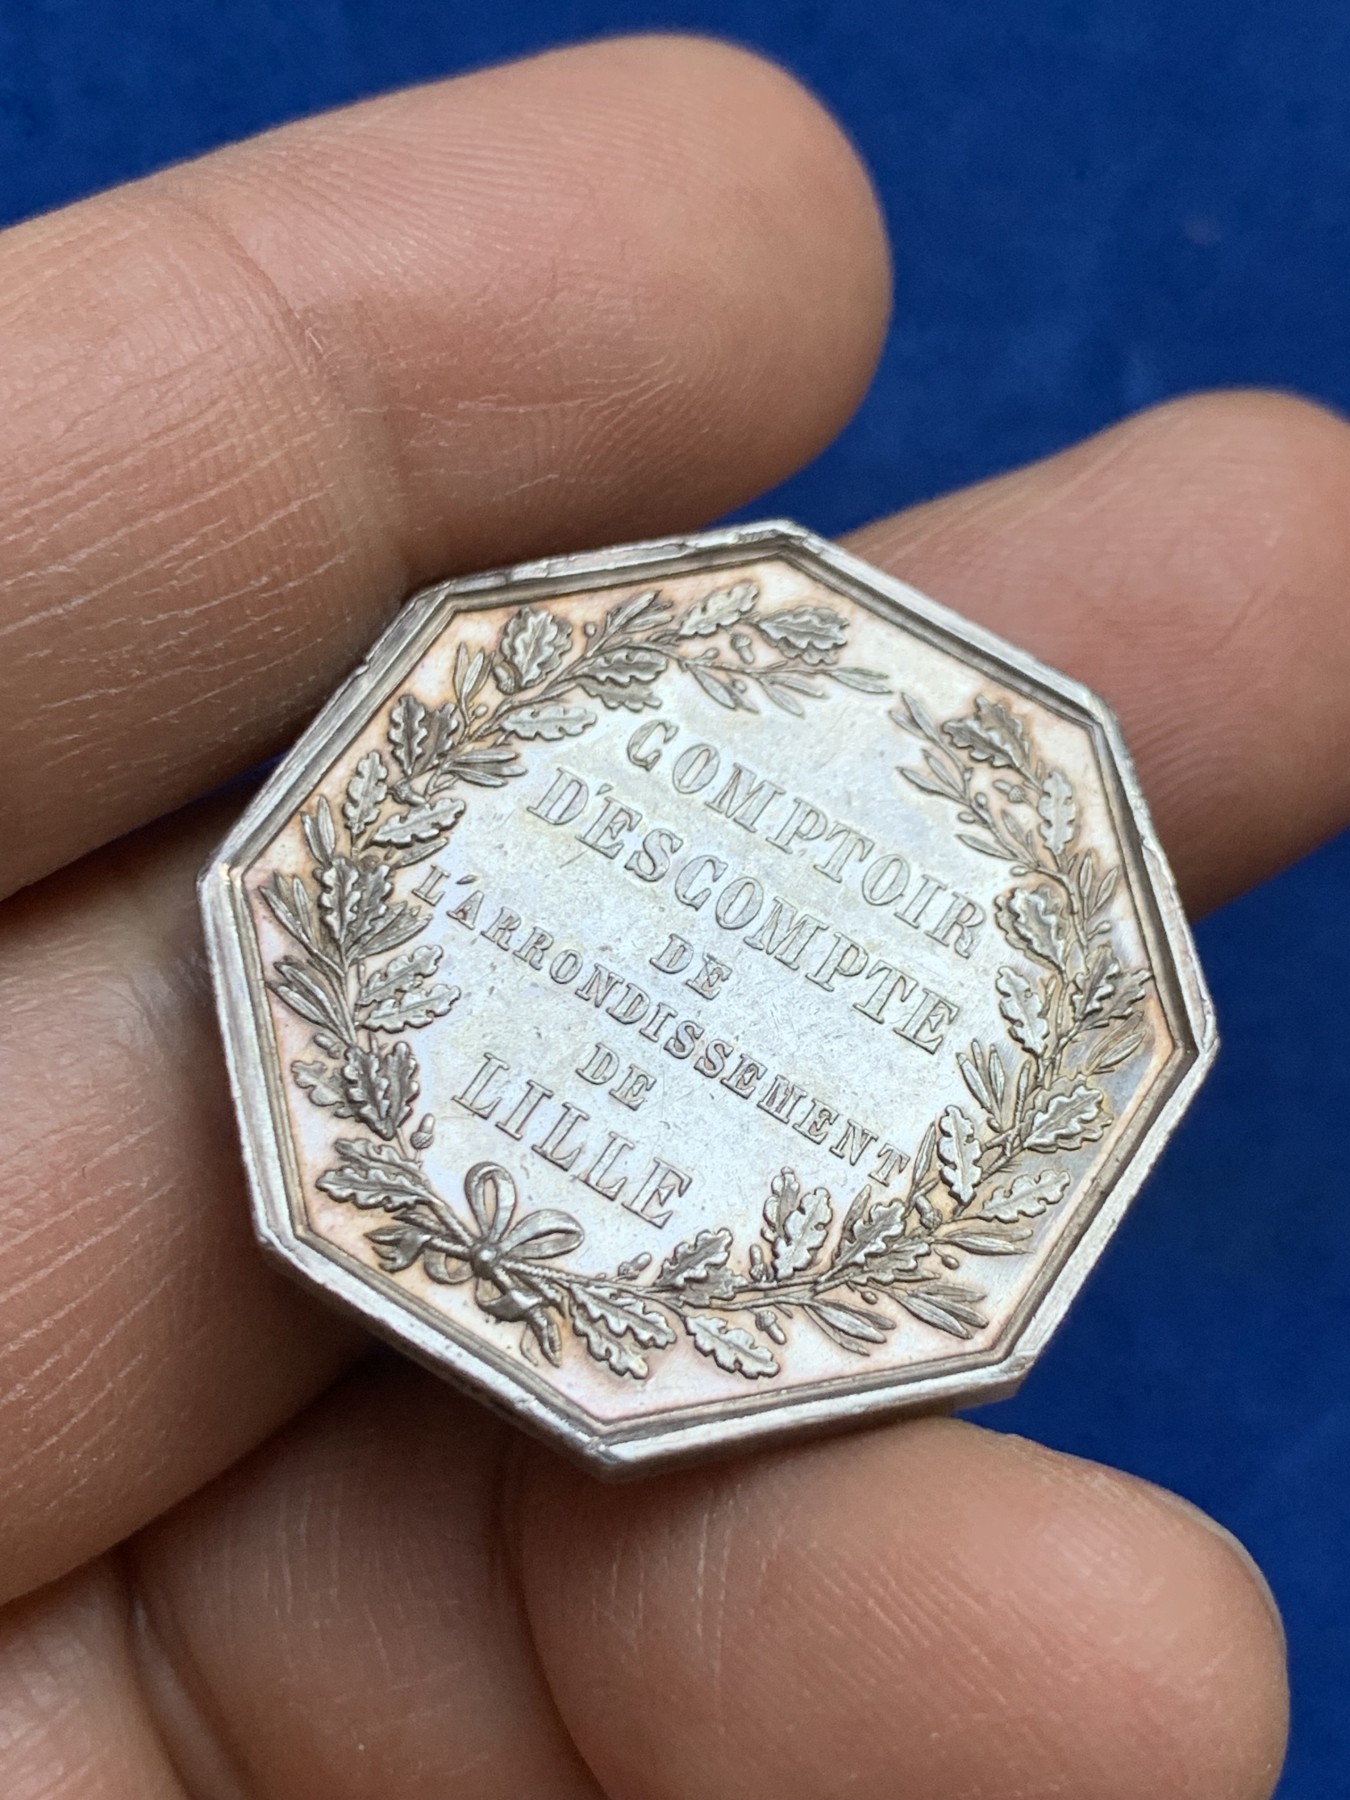 COMPTOIR
D'ESCOMPTE
DE
L'ARRONDISSEMENT
DE
LILLE